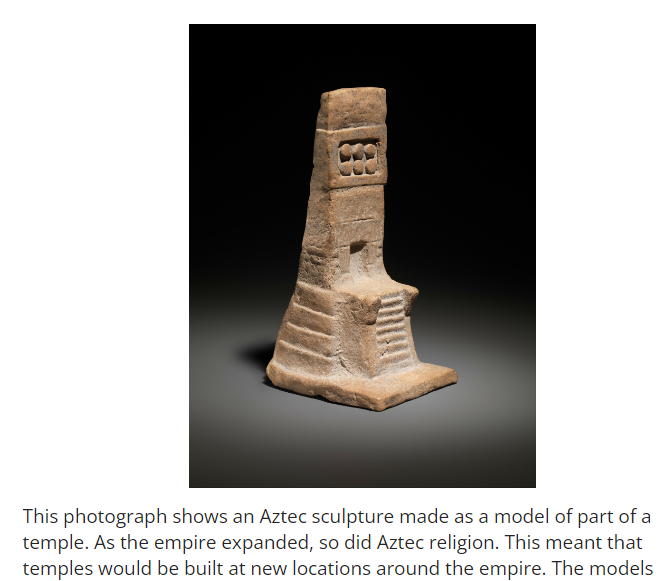 This photograph shows an Aztec sculpture made as a model of part of a
temple. As the empire expanded, so did Aztec religion. This meant that
temples would be built at new locations around the empire. The models